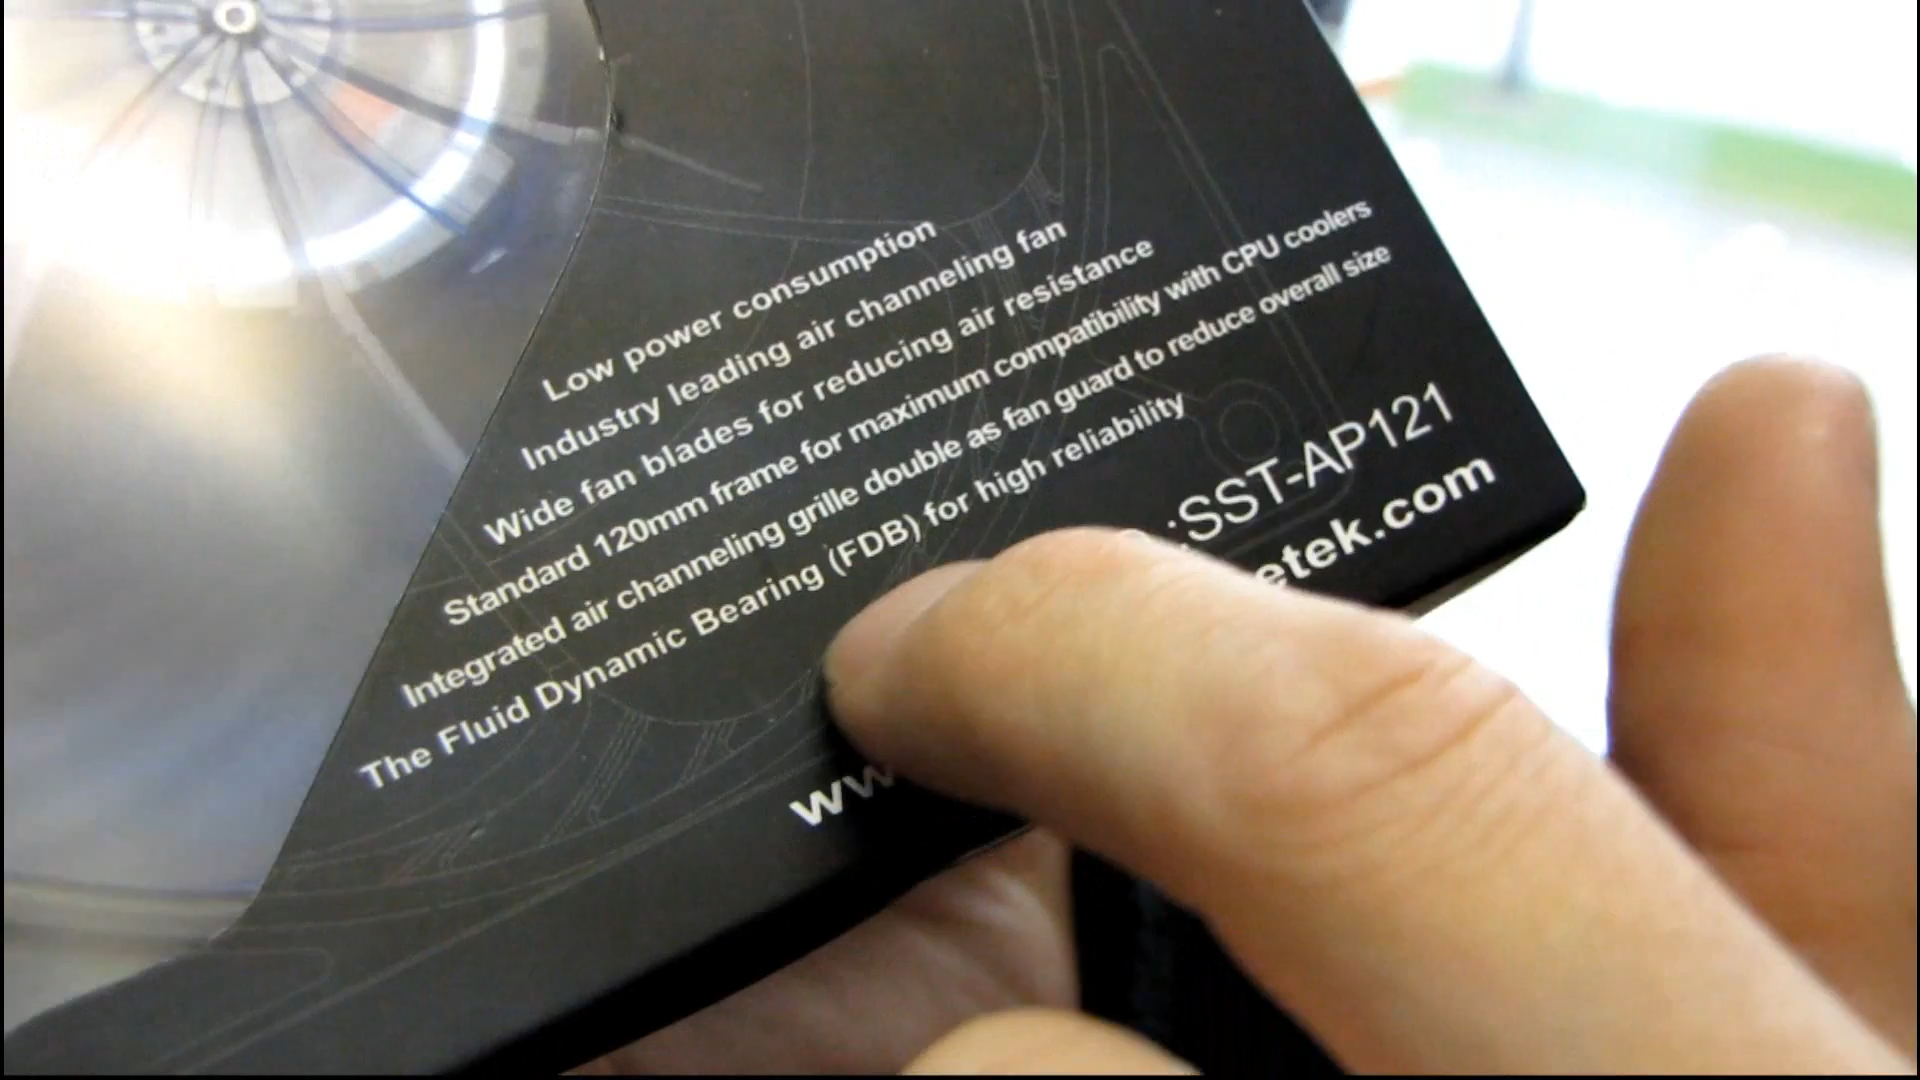 Low power consumption
Industry leading air channeling fan
Wide fan blades for reducing air resistance
Standard 120mm frame for maximum compatibility with CPU coolers
Integrated air channeling grille double as fan guard to reduce overall size
The Fluid Dynamic Bearing (FDB) for high reliability
:SST-AP121
ww etek.com